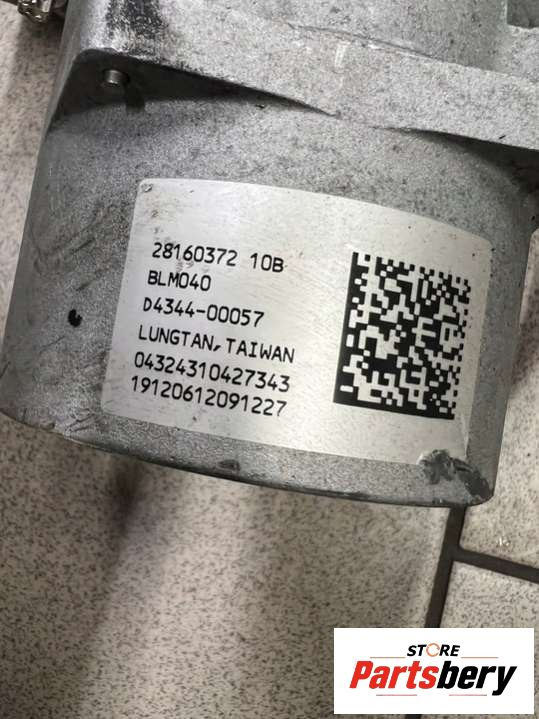 28160372 10B
BLM040
D4344-00057
LUNGTAN, TAIWAN
04324310427343
19120612091227
STORE
Partsbery